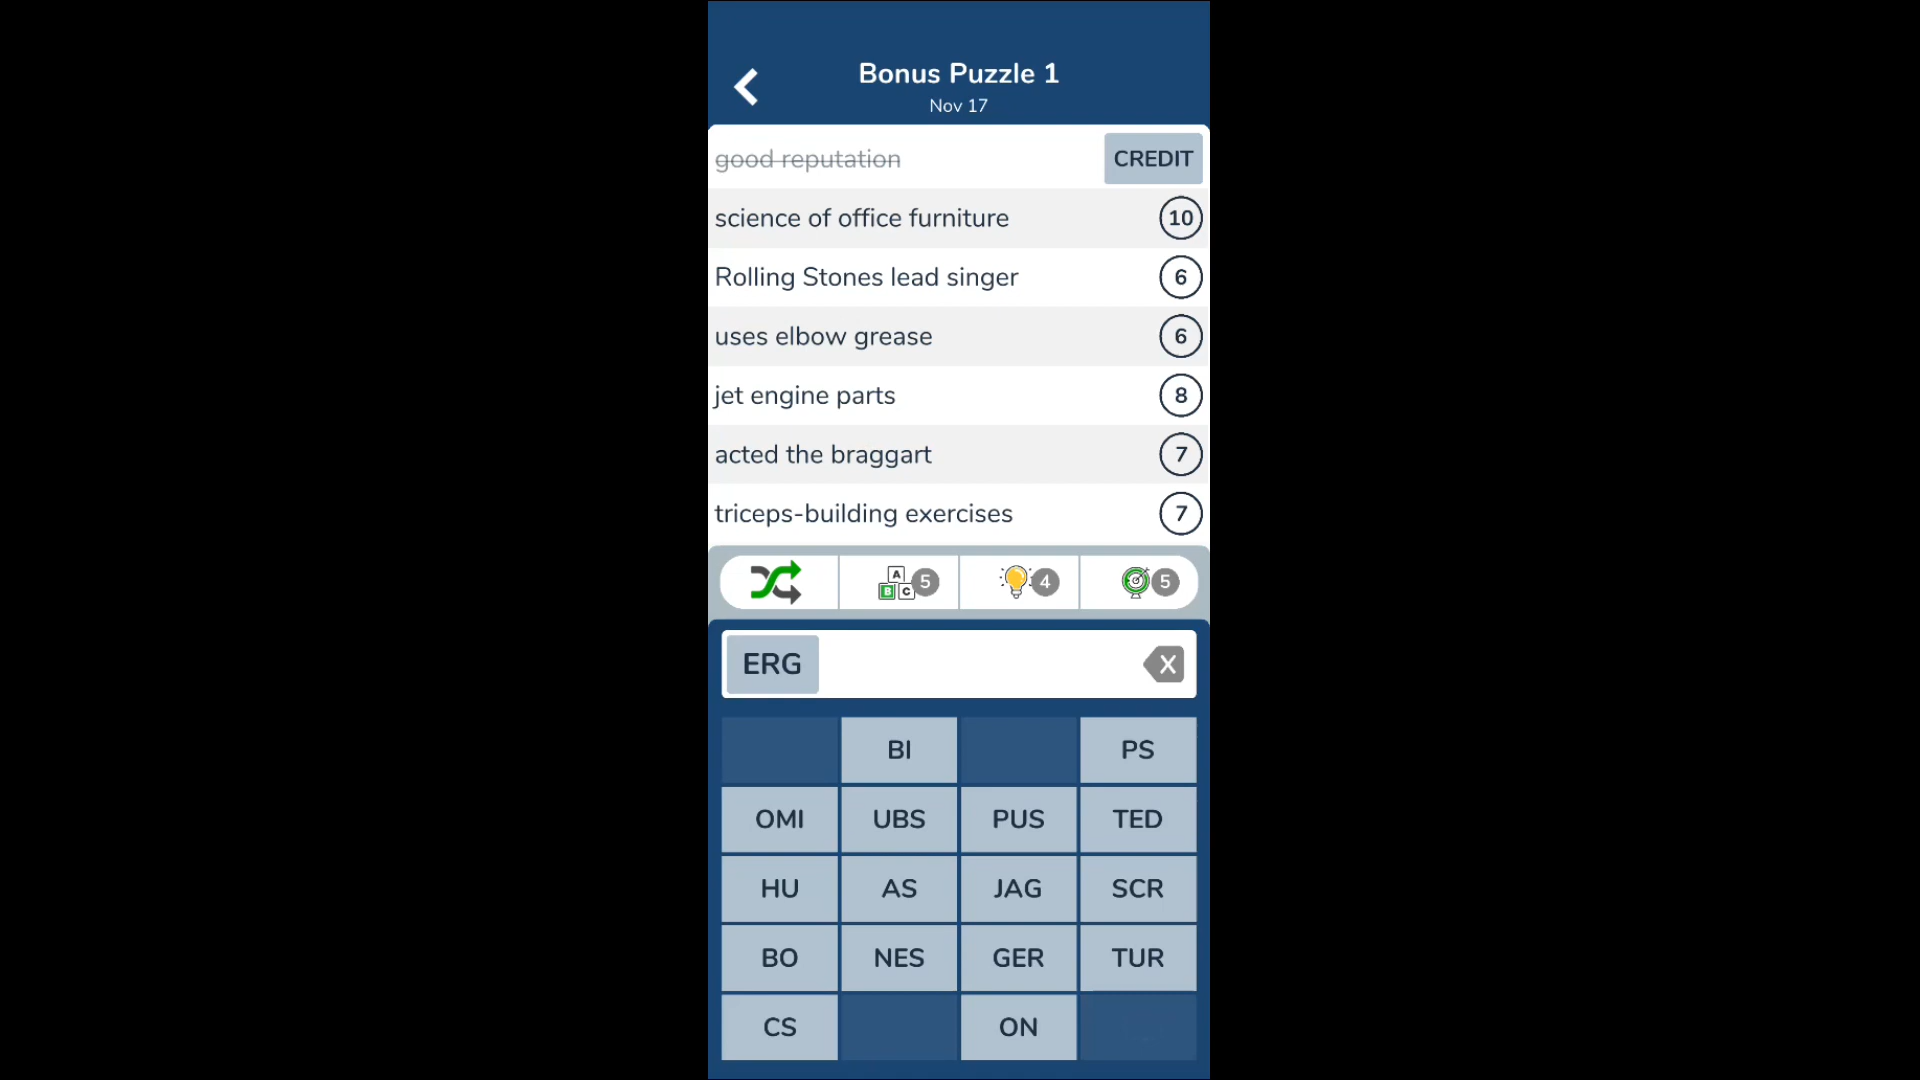 Bonus Puzzle 1
Nov 17
good reputation CREDIT
science of office furniture 10
Rolling Stones lead singer 6
uses elbow grease 6
jet engine parts 8
acted the braggart 7
triceps-building exercises 7
A B C 5 4 5
ERG X
BI PS
OMI UBS PUS TED
HU AS JAG SCR
BO NES GER TUR
CS ON